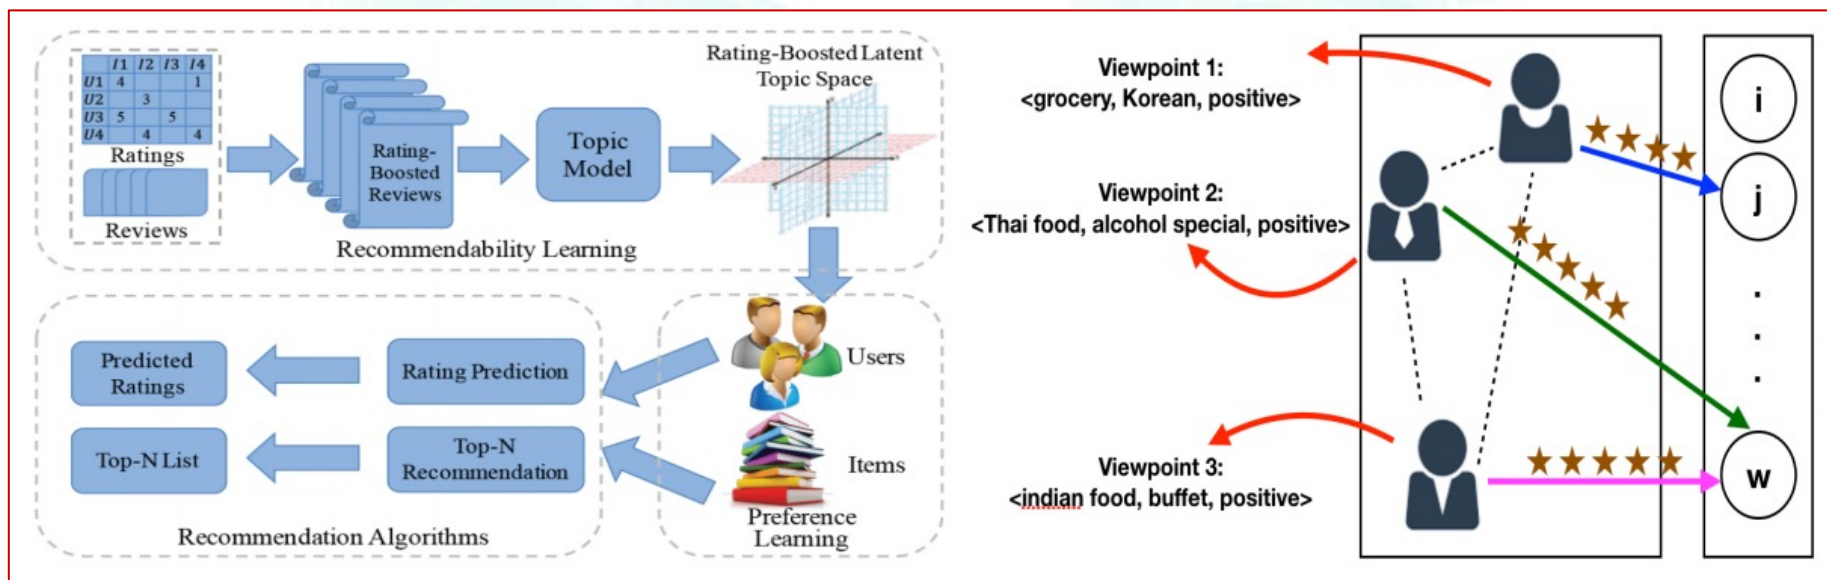 I1 I2 I3 I4
U1 4 1
U2 3
U3 5 5
U4 4 4
Ratings
Reviews
Rating-
Boosted
Reviews
Topic
Model
Rating-Boosted Latent
Topic Space
Recommendability Learning
Predicted
Ratings
Rating Prediction
Users
Top-N List
Top-N
Recommendation
Items
Preference
Learning
Recommendation Algorithms
Viewpoint 1:
<grocery, Korean, positive>
Viewpoint 2:
<Thai food, alcohol special, positive>
Viewpoint 3:
<indian food, buffet, positive>
i
j
.
.
.
w